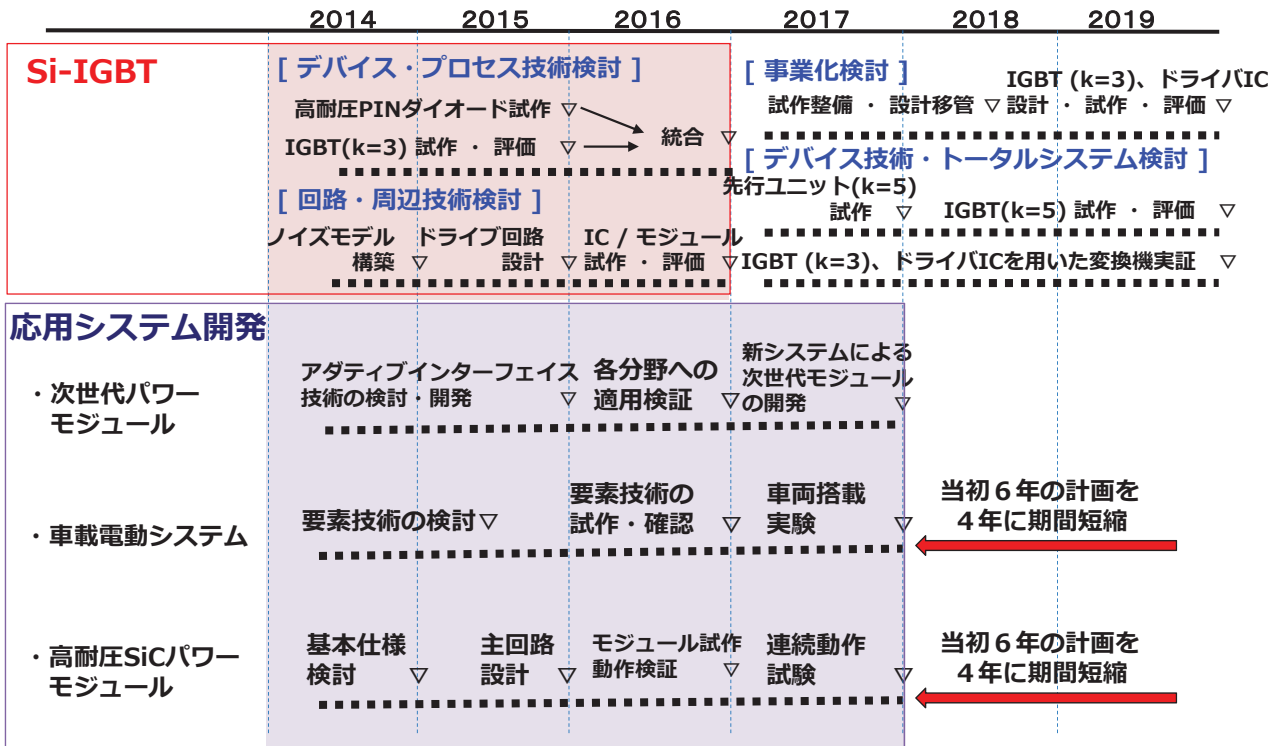 2014 2015 2016 2017 2018 2019
Si-IGBT
[ デバイス・プロセス技術検討 ]
高耐圧PINダイオード試作 ▽
IGBT(k=3) 試作 ・ 評価 ▽
統合 ▽
[ 回路・周辺技術検討 ]
ノイズモデル
構築 ▽
ドライブ回路
設計 ▽
IC / モジュール
試作 ・ 評価 ▽
[ 事業化検討 ]
試作整備 ・ 設計移管 ▽
IGBT (k=3)、ドライバIC
設計 ・ 試作 ・ 評価 ▽
[ デバイス技術・トータルシステム検討 ]
先行ユニット(k=5)
試作 ▽
IGBT(k=5) 試作 ・ 評価 ▽
IGBT (k=3)、ドライバICを用いた変換機実証 ▽
応用システム開発
・次世代パワー
モジュール
アダティブインターフェイス
技術の検討・開発 ▽
各分野への
適用検証 ▽
新システムによる
次世代モジュール
の開発 ▽
・車載電動システム
要素技術の検討▽
要素技術の
試作・確認 ▽
車両搭載
実験 ▽
当初６年の計画を
４年に期間短縮
・高耐圧SiCパワー
モジュール
基本仕様
検討 ▽
主回路
設計 ▽
モジュール試作
動作検証 ▽
連続動作
試験 ▽
当初６年の計画を
４年に期間短縮